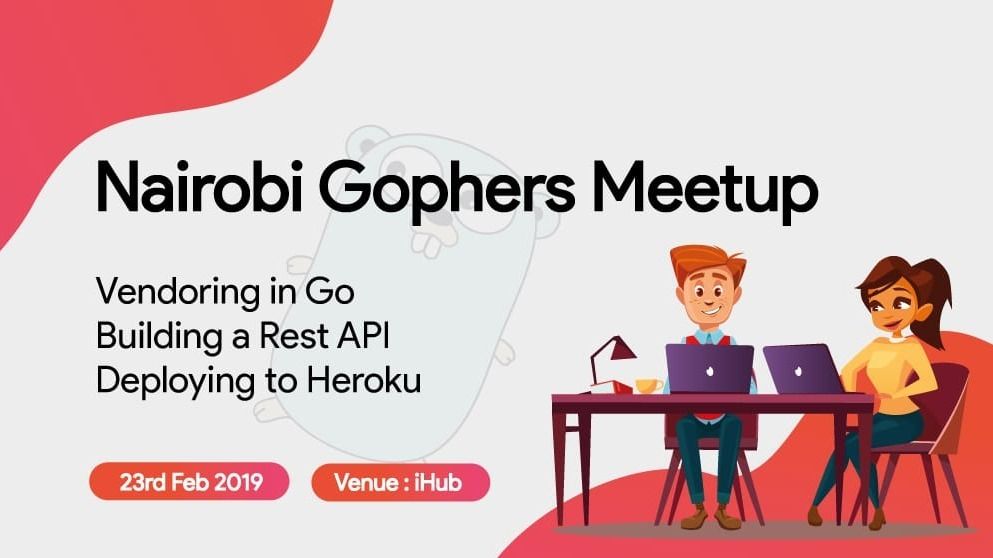 Nairobi Gophers Meetup
Vendoring in Go
Building a Rest API
Deploying to Heroku
23rd Feb 2019
Venue : iHub